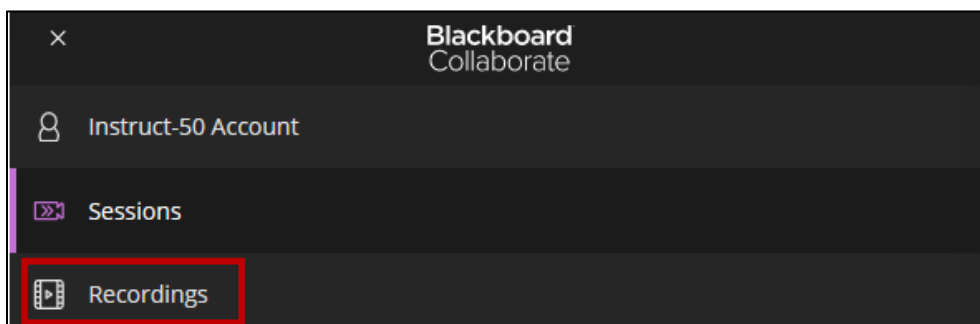 Blackboard
Collaborate
Instruct-50 Account
Sessions
Recordings